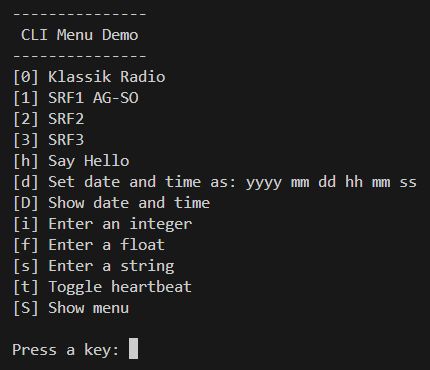 ---------------
CLI Menu Demo
---------------
[0] Klassik Radio
[1] SRF1 AG-SO
[2] SRF2
[3] SRF3
[h] Say Hello
[d] Set date and time as: yyyy mm dd hh mm ss
[D] Show date and time
[i] Enter an integer
[f] Enter a float
[s] Enter a string
[t] Toggle heartbeat
[S] Show menu
Press a key: